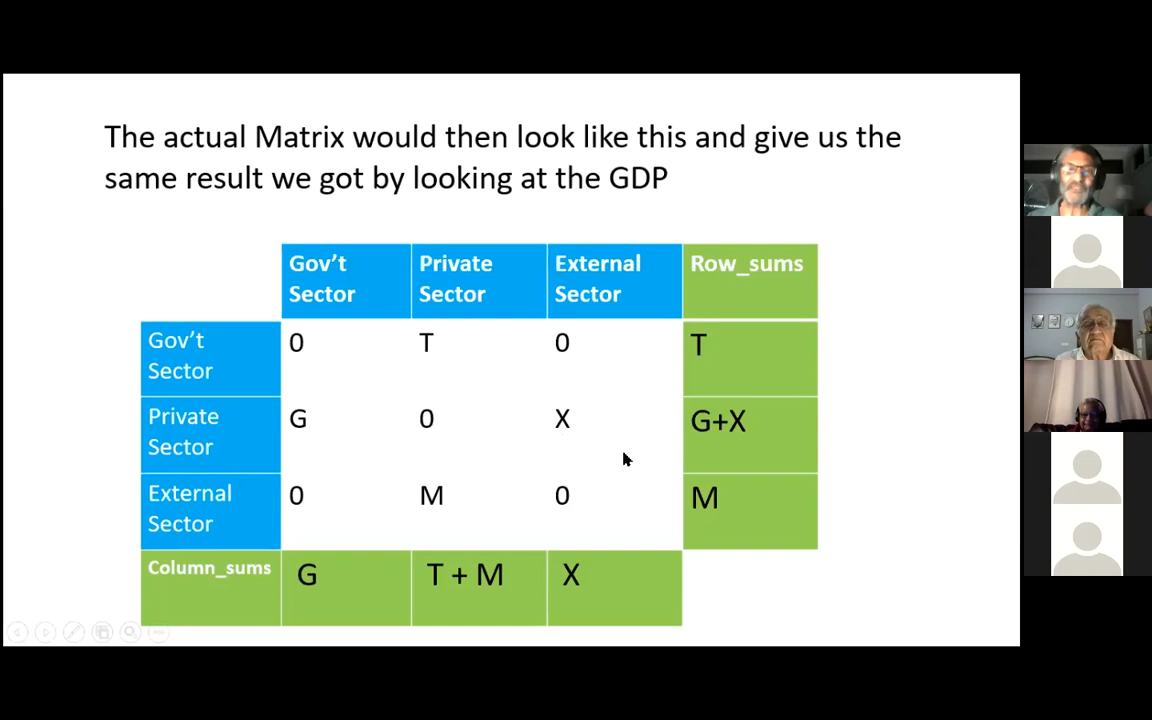 The actual Matrix would then look like this and give us the
same result we got by looking at the GDP
Gov't
Sector
Private
Sector
External
Sector
Row_sums
Gov't
Sector
0
T
0
T
Private
Sector
G
0
X
G+X
External
Sector
0
M
0
M
Column_sums
G
T + M
X